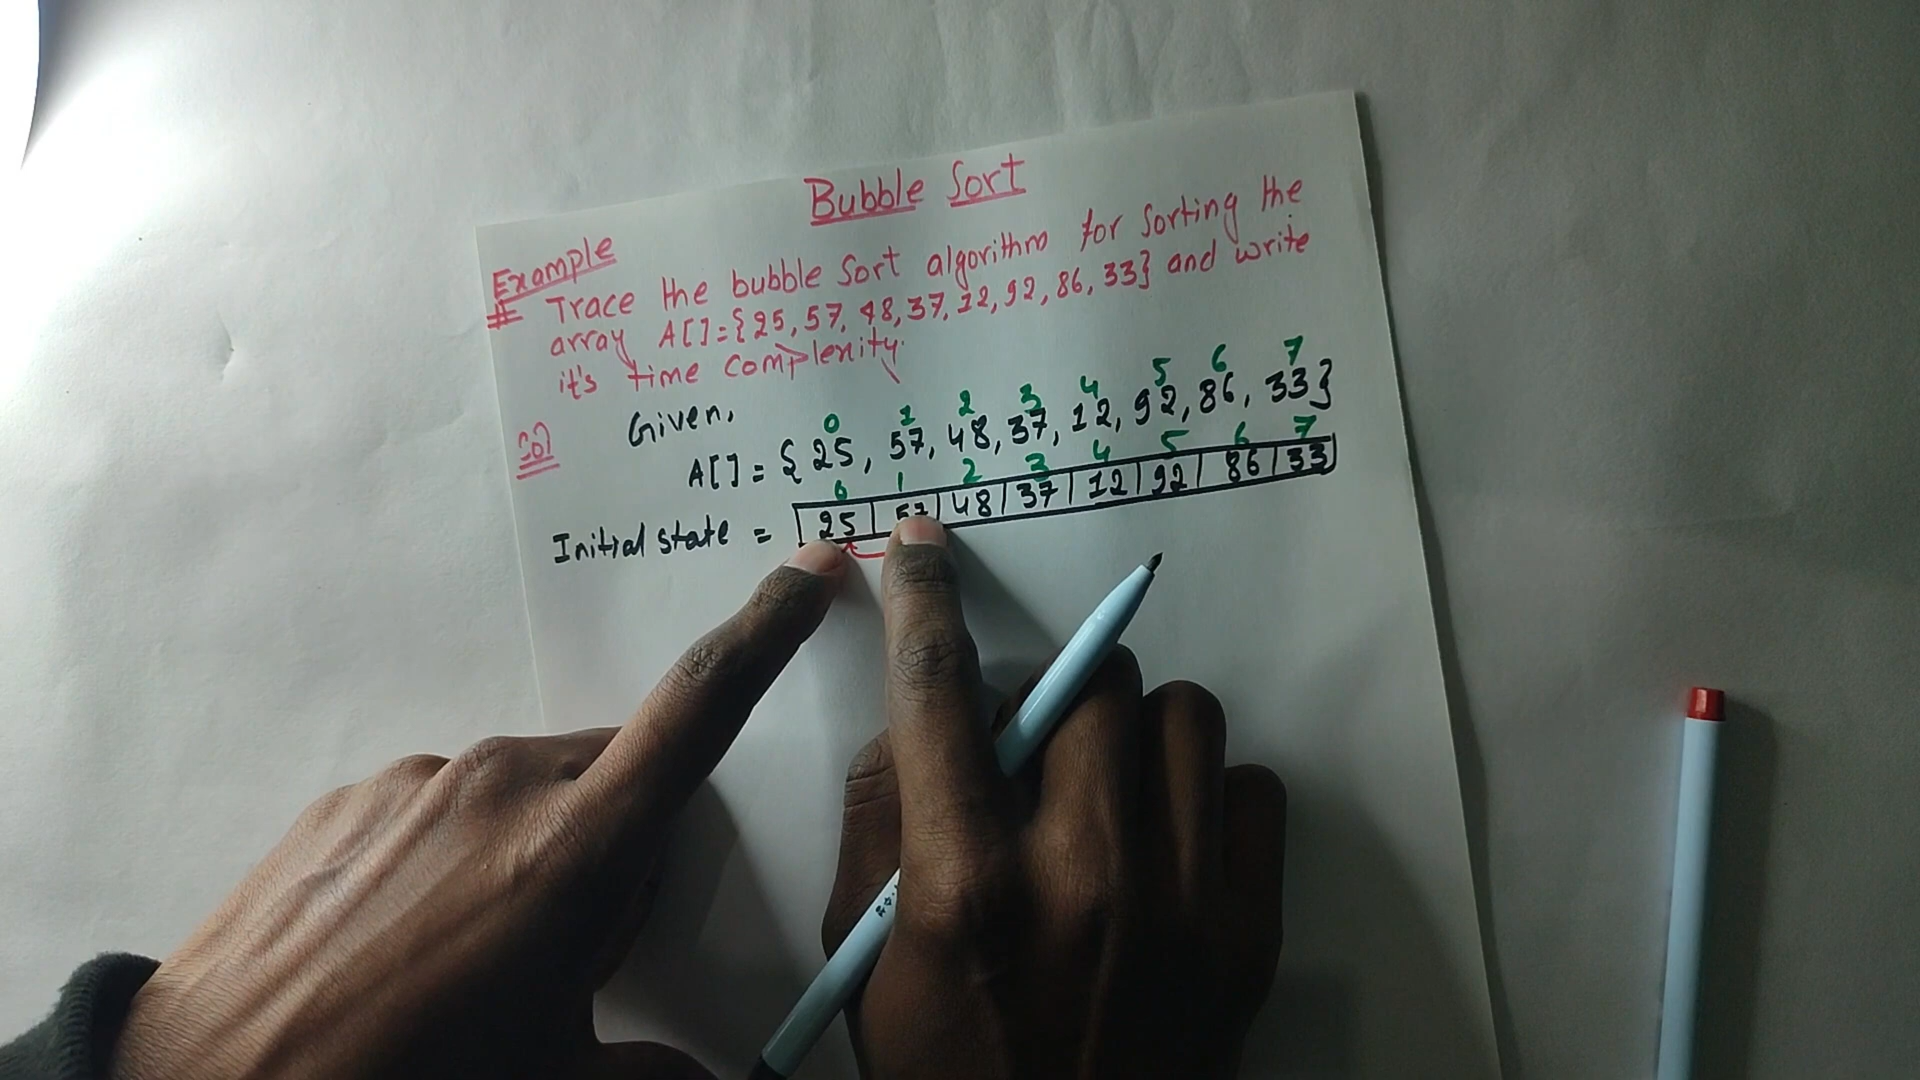 Bubble Sort
Example
# Trace the bubble Sort algorithm for sorting the
array A[]={25,57,48,37,12,92,86,33} and write
it's time complexity.
Sol
Given,
0 1 2 3 4 5 6 7
A[] = {25, 57, 48, 37, 12, 92, 86, 33}
0 1 2 3 4 5 6 7
Initial state = 25 57 48 37 12 92 86 33